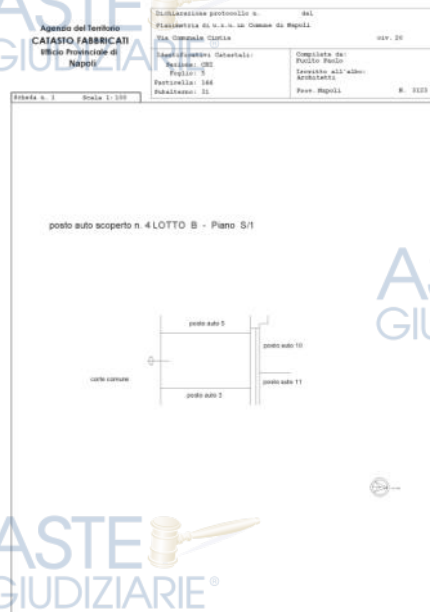 Agenzia del Territorio
CATASTO FABBRICATI
Ufficio Provinciale di
Napoli
Dichiarazione protocollo n. del
Planimetria di u.i.u. in Comune di Napoli
Via Comunale Cintia civ. 20
Identificativi Catastali:
Sezione: CHI
Foglio: 5
Particella: 164
Subalterno: 31
Compilata da:
Fucito Paolo
Iscritto all'albo:
Architetti
Prov. Napoli N. 3123
Scheda n. 1 Scala 1:100
posto auto scoperto n. 4 LOTTO B - Piano S/1
posto auto 5
posto auto 10
corte comune
posto auto 11
posto auto 3
ASTE
GIUDIZIARIE®
AS
GIU
ASTE
GIUDIZIARIE®